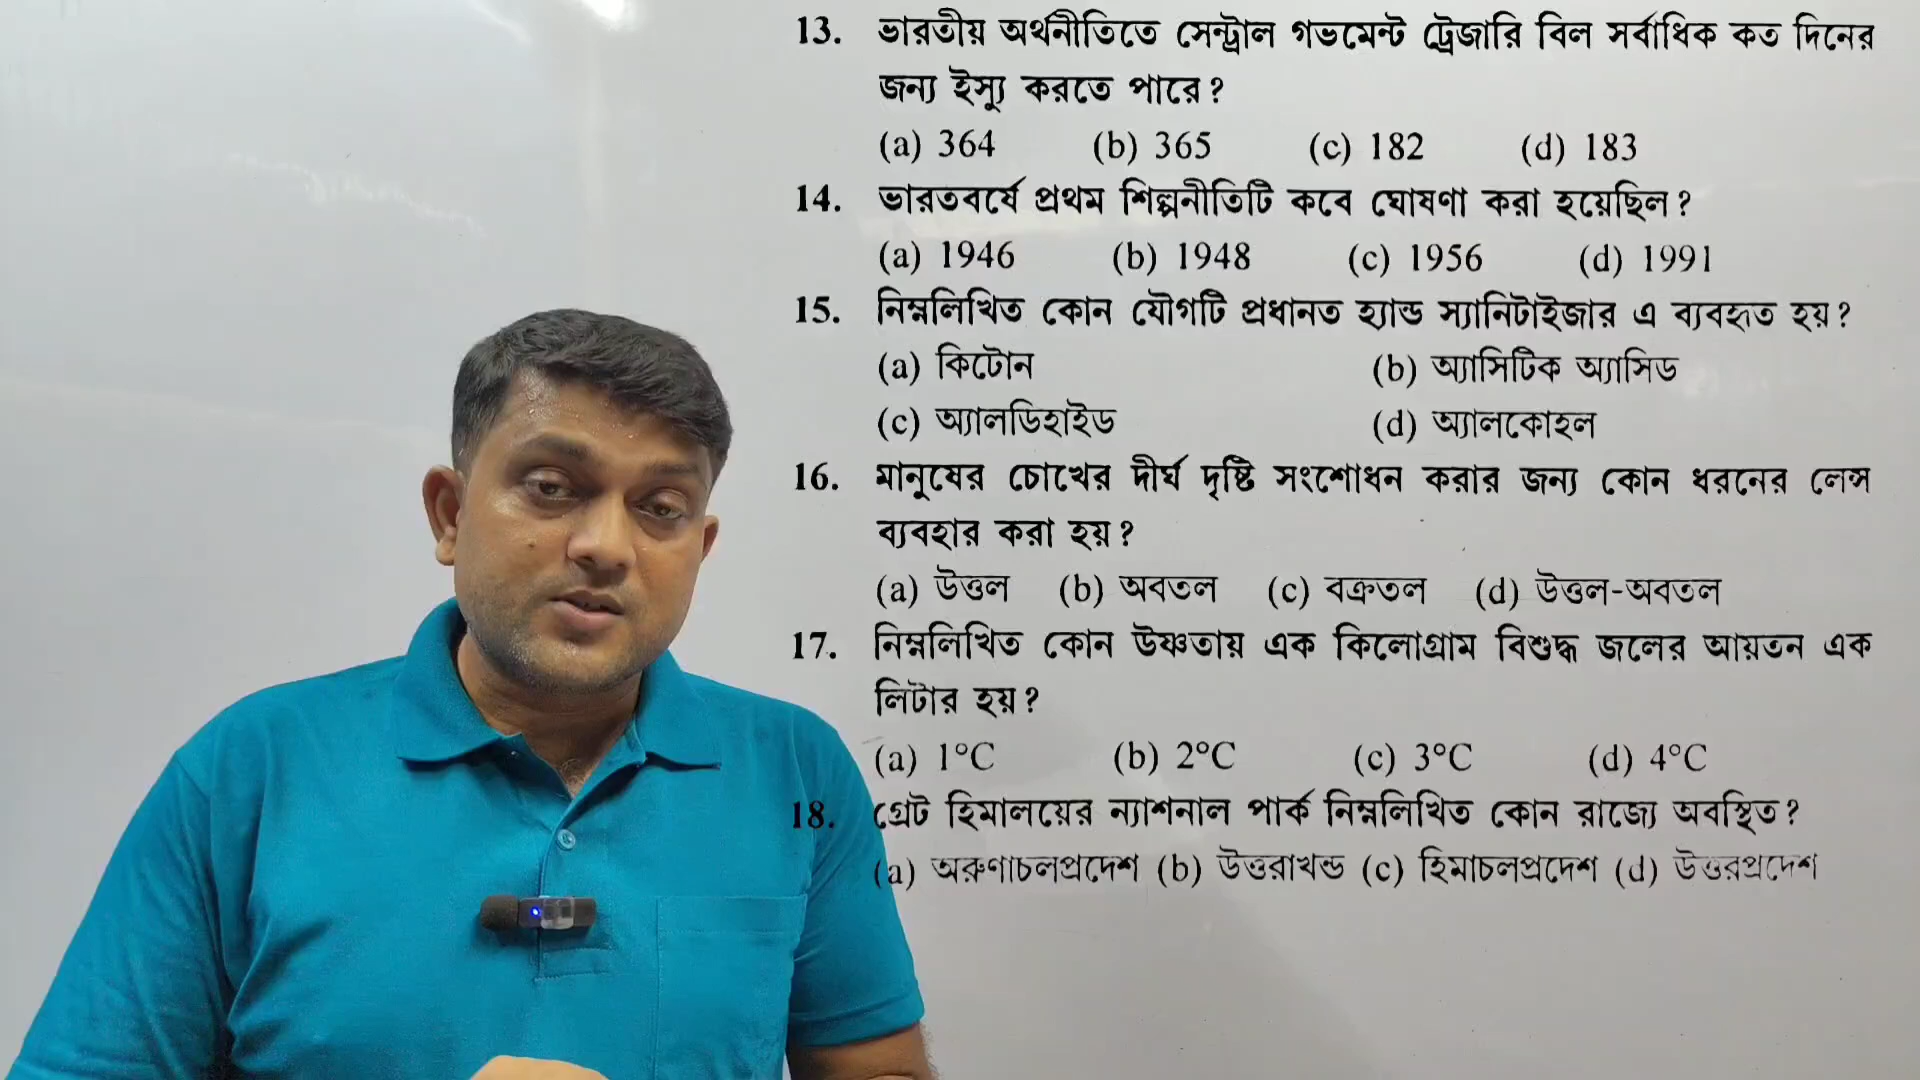 13. ভারতীয় অর্থনীতিতে সেন্ট্রাল গভমেন্ট ট্রেজারি বিল সর্বাধিক কত দিনের
জন্য ইস্যু করতে পারে?
(a) 364 (b) 365 (c) 182 (d) 183
14. ভারতবর্ষে প্রথম শিল্পনীতিটি কবে ঘোষণা করা হয়েছিল?
(a) 1946 (b) 1948 (c) 1956 (d) 1991
15. নিম্নলিখিত কোন যৌগটি প্রধানত হ্যান্ড স্যানিটাইজার এ ব্যবহৃত হয়?
(a) কিটোন (b) অ্যাসিটিক অ্যাসিড
(c) অ্যালডিহাইড (d) অ্যালকোহল
16. মানুষের চোখের দীর্ঘ দৃষ্টি সংশোধন করার জন্য কোন ধরনের লেন্স
ব্যবহার করা হয়?
(a) উত্তল (b) অবতল (c) বক্রতল (d) উত্তল-অবতল
17. নিম্নলিখিত কোন উষ্ণতায় এক কিলোগ্রাম বিশুদ্ধ জলের আয়তন এক
লিটার হয়?
(a) 1°C (b) 2°C (c) 3°C (d) 4°C
18. গ্রেট হিমালয়ের ন্যাশনাল পার্ক নিম্নলিখিত কোন রাজ্যে অবস্থিত?
(a) অরুণাচলপ্রদেশ (b) উত্তরাখন্ড (c) হিমাচলপ্রদেশ (d) উত্তরপ্রদেশ